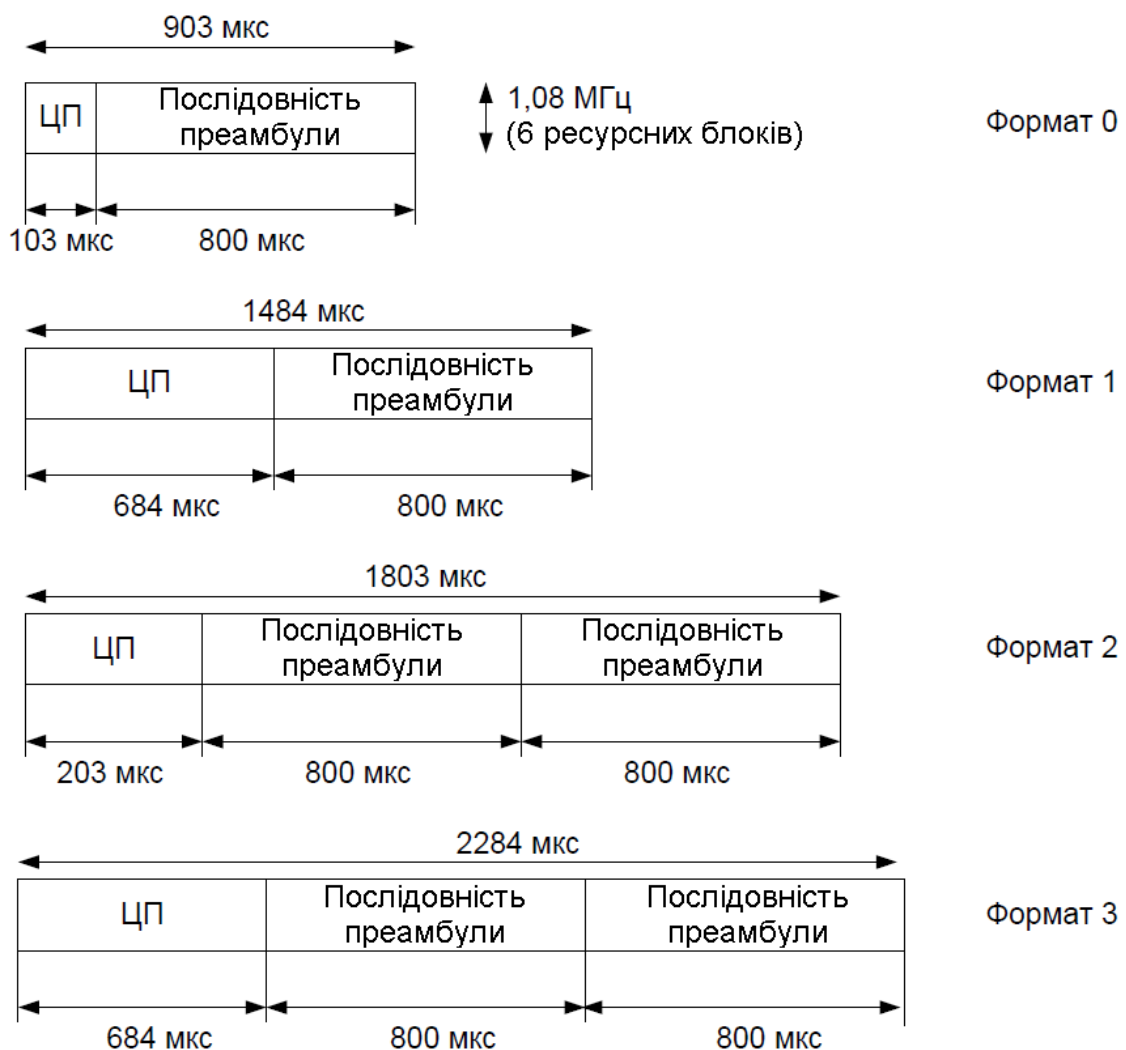 903 мкс
ЦП
Послідовність
преамбули
1,08 МГц
(6 ресурсних блоків)
Формат 0
103 мкс
800 мкс
1484 мкс
ЦП
Послідовність
преамбули
Формат 1
684 мкс
800 мкс
1803 мкс
ЦП
Послідовність
преамбули
Послідовність
преамбули
Формат 2
203 мкс
800 мкс
800 мкс
2284 мкс
ЦП
Послідовність
преамбули
Послідовність
преамбули
Формат 3
684 мкс
800 мкс
800 мкс